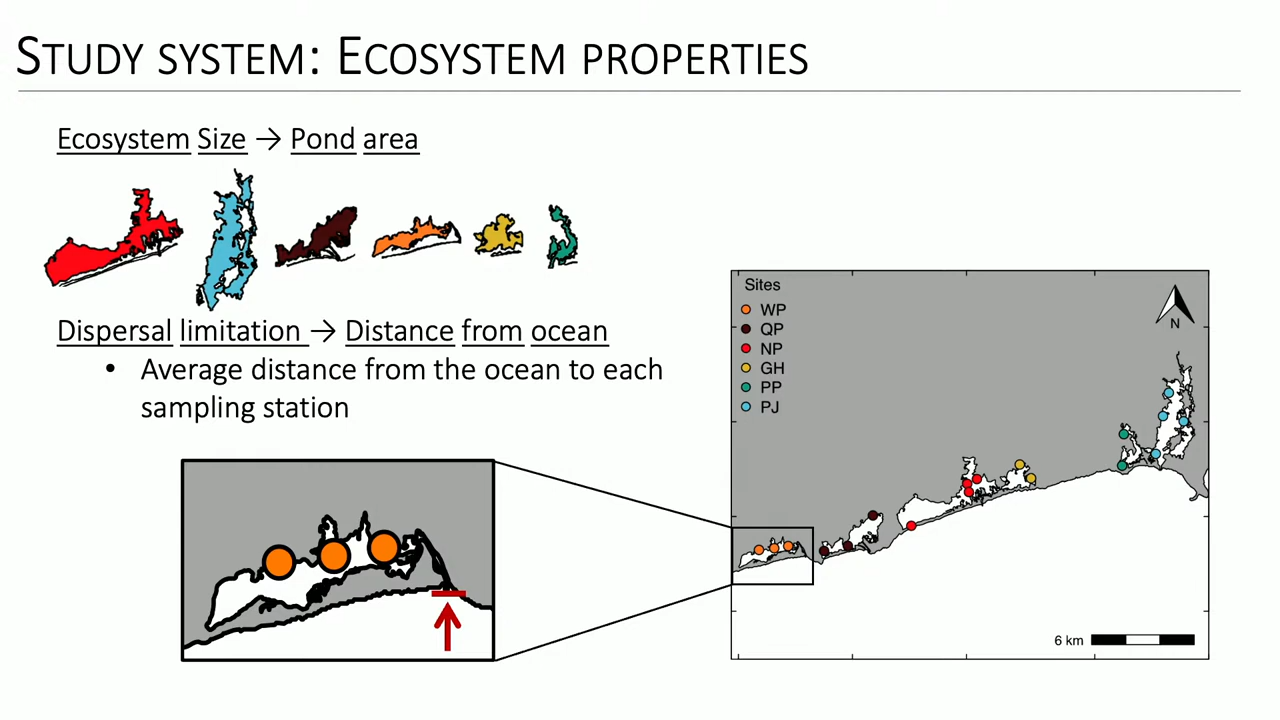 STUDY SYSTEM: ECOSYSTEM PROPERTIES
Ecosystem Size → Pond area
Dispersal limitation → Distance from ocean
• Average distance from the ocean to each
sampling station
Sites
WP
QP
NP
GH
PP
PJ
N
6 km